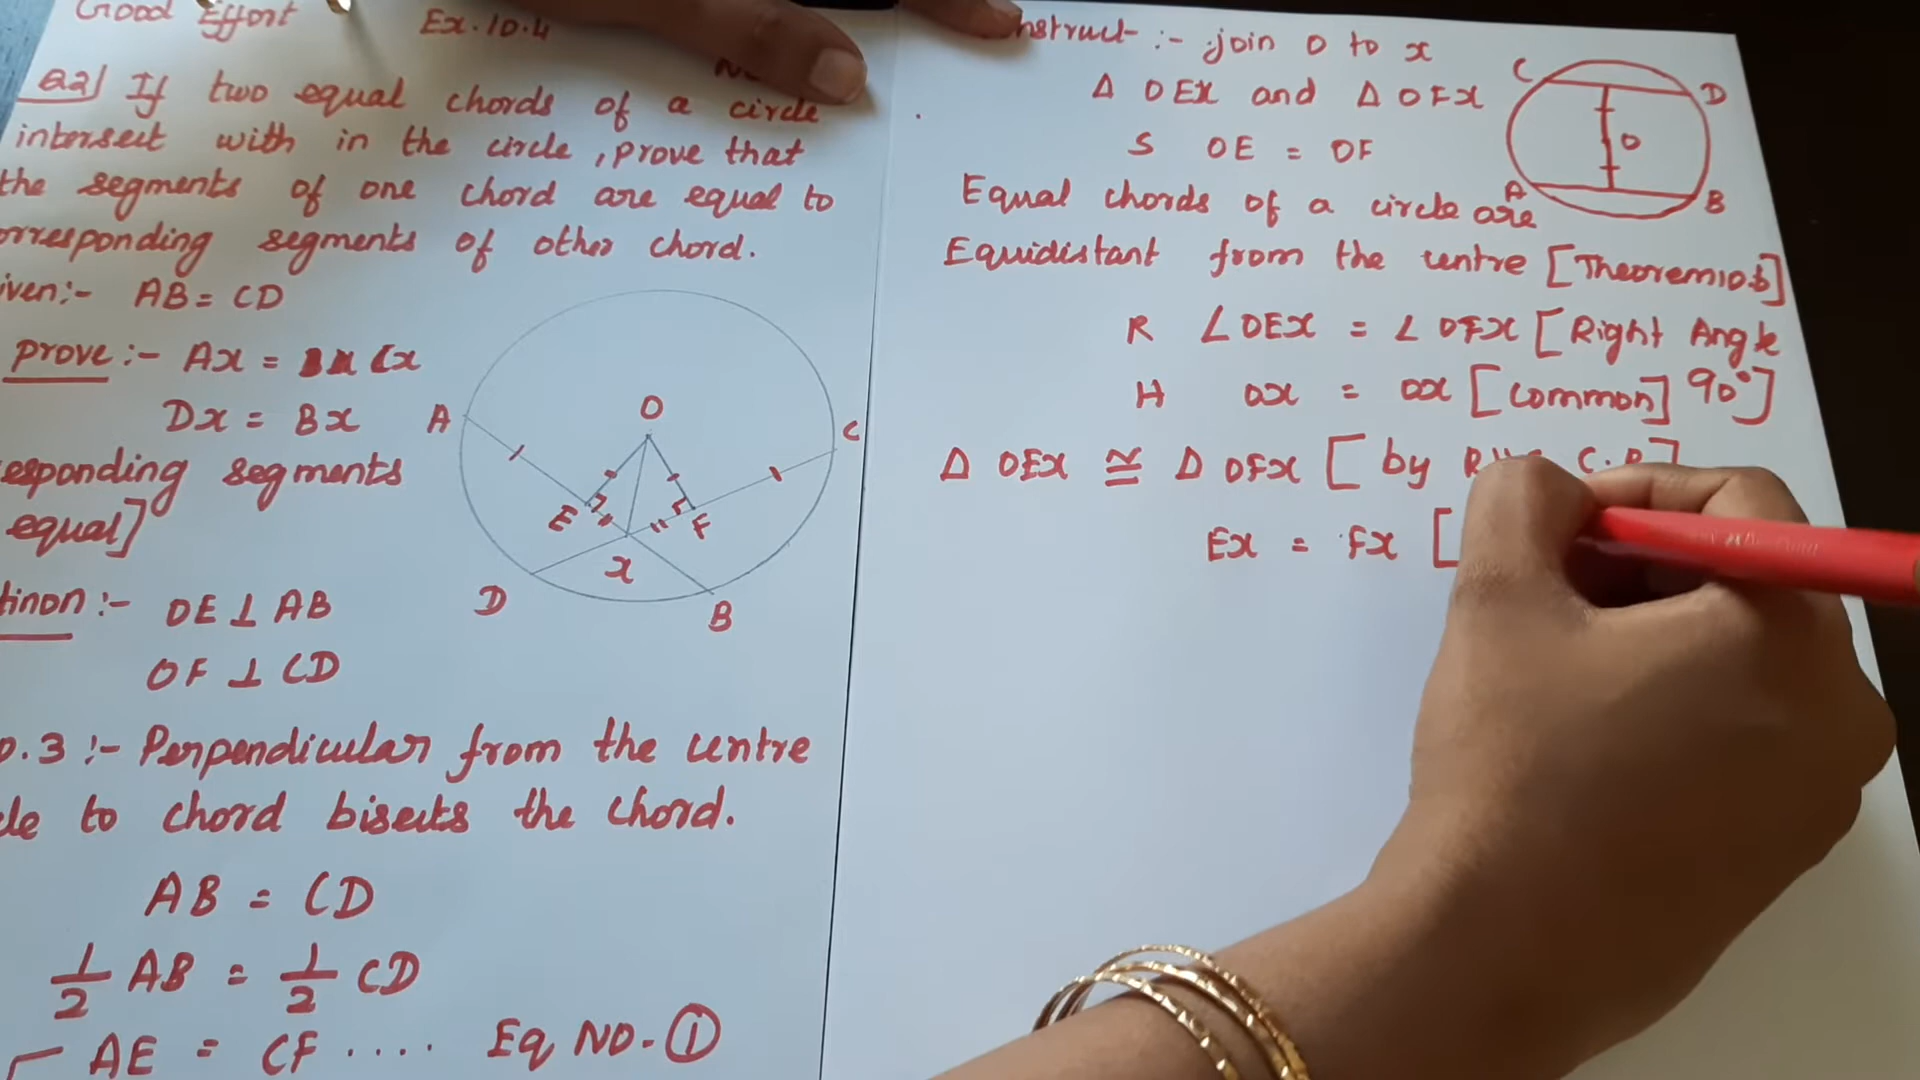 Good Effort Ex.10.4
Q2] If two equal chords of a circle
intersect with in the circle, prove that
the segments of one chord are equal to
orresponding segments of other chord.
iven:- AB = CD
prove :- Ax = Cx
Dx = Bx
esponding segments
equal]
tinon :- OE ⊥ AB
OF ⊥ CD
0.3 :- Perpendicular from the centre
cle to chord bisects the chord.
AB = CD
1/2 AB = 1/2 CD
AE = CF .... Eq NO. ①
A
O
C
E
F
x
D
B
nstruct :- join O to x
Δ OEx and Δ OFx
S OE = OF
Equal chords of a circle are
Equidistant from the centre [Theorem 10.6]
R ∠OEx = ∠OFx [Right Angle
90°]
H ox = ox [common]
Δ OEx ≅ Δ OFx [by
Ex = Fx [
C
D
O
A
B